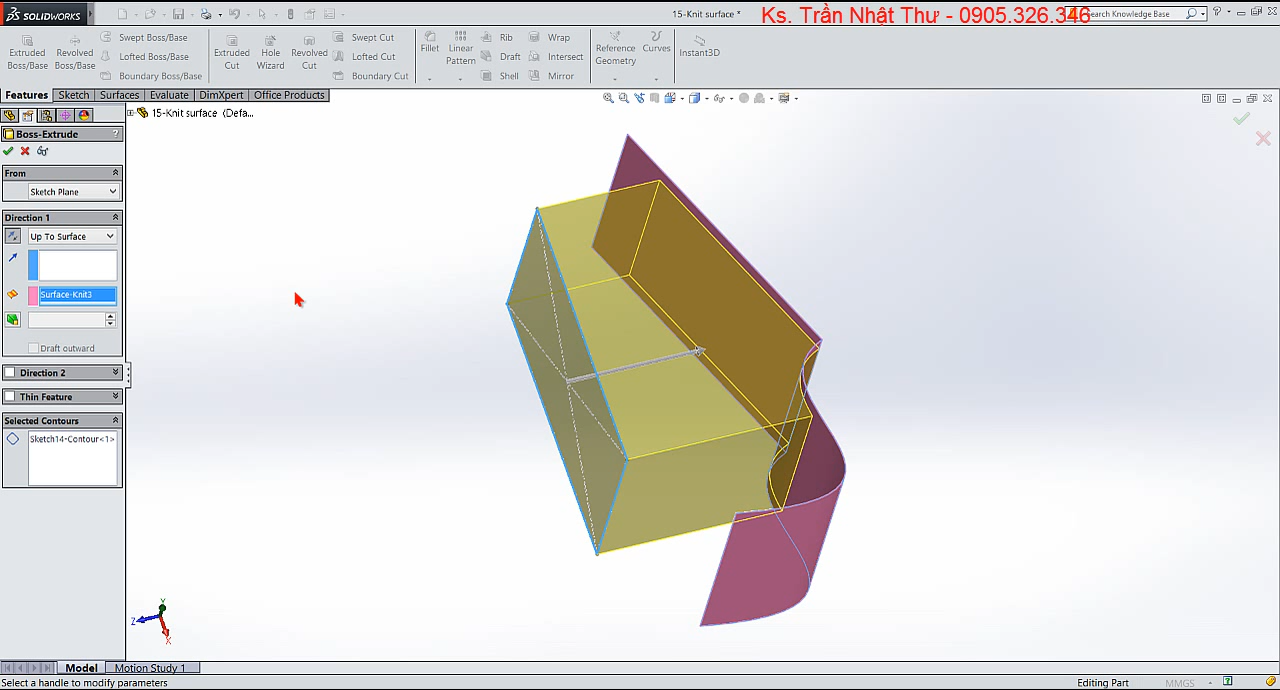 SOLIDWORKS
15-Knit surface *
Ks. Trần Nhật Thư - 0905.326.346
Search Knowledge Base
Extruded Boss/Base
Revolved Boss/Base
Swept Boss/Base
Lofted Boss/Base
Boundary Boss/Base
Extruded Cut
Hole Wizard
Revolved Cut
Swept Cut
Lofted Cut
Boundary Cut
Fillet
Linear Pattern
Rib
Draft
Shell
Wrap
Intersect
Mirror
Reference Geometry
Curves
Instant3D
Features
Sketch
Surfaces
Evaluate
DimXpert
Office Products
15-Knit surface (Defa...
Boss-Extrude
?
From
Sketch Plane
Direction 1
Up To Surface
Surface-Knit3
Draft outward
Direction 2
Thin Feature
Selected Contours
Sketch14-Contour<1>
Y
Z
X
Model
Motion Study 1
Select a handle to modify parameters
Editing Part
MMGS